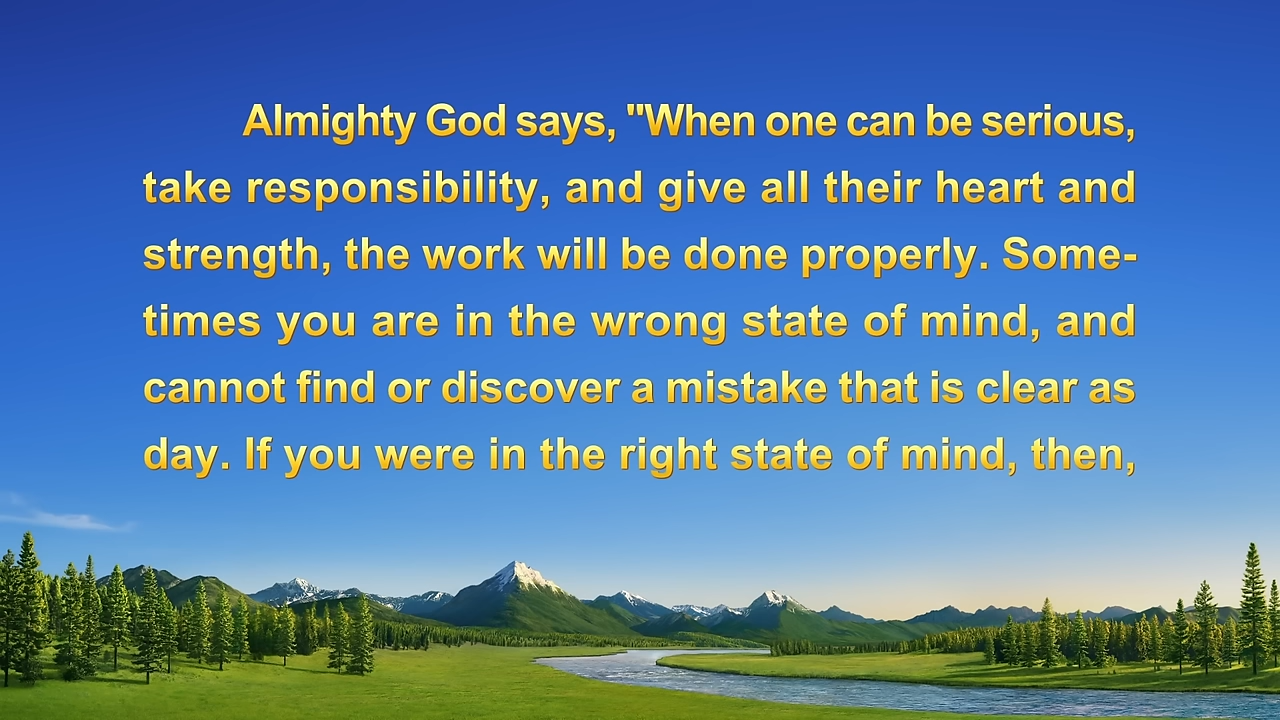 Almighty God says, "When one can be serious,
take responsibility, and give all their heart and
strength, the work will be done properly. Some-
times you are in the wrong state of mind, and
cannot find or discover a mistake that is clear as
day. If you were in the right state of mind, then,